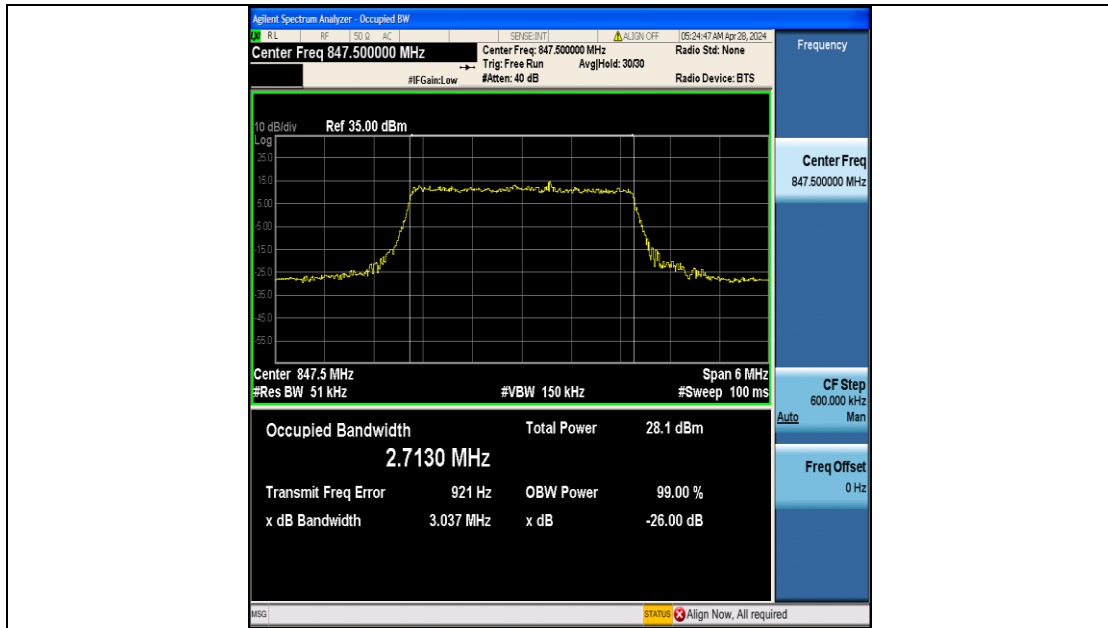 Agilent Spectrum Analyzer - Occupied BW
RL RF 50 Ω AC SENSE:INT ALIGN OFF 05:24:47 AM Apr 28, 2024
Center Freq 847.500000 MHz
Center Freq: 847.500000 MHz Radio Std: None
Trig: Free Run Avg|Hold: 30/30
#IFGain:Low #Atten: 40 dB Radio Device: BTS
10 dB/div Ref 35.00 dBm
Log
25.0
15.0
5.00
-5.00
-15.0
-25.0
-35.0
-45.0
-55.0
Center 847.5 MHz Span 6 MHz
#Res BW 51 kHz #VBW 150 kHz #Sweep 100 ms
Occupied Bandwidth Total Power 28.1 dBm
2.7130 MHz
Transmit Freq Error 921 Hz OBW Power 99.00 %
x dB Bandwidth 3.037 MHz x dB -26.00 dB
Frequency
Center Freq
847.500000 MHz
CF Step
600.000 kHz
Auto Man
Freq Offset
0 Hz
MSG STATUS Align Now, All required